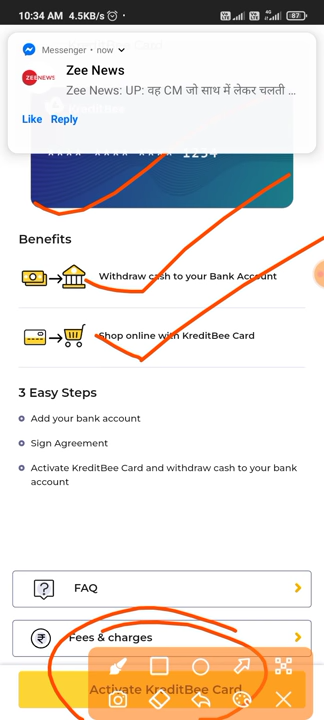 10:34 AM 4.5KB/s
4G
87
Messenger • now
ZEE NEWS
Zee News
Zee News: UP: वह CM जो साथ में लेकर चलती ...
Like Reply
**** **** **** 1234
Benefits
Withdraw cash to your Bank Account
Shop online with KreditBee Card
3 Easy Steps
Add your bank account
Sign Agreement
Activate KreditBee Card and withdraw cash to your bank
account
FAQ
Fees & charges
Activate KreditBee Card